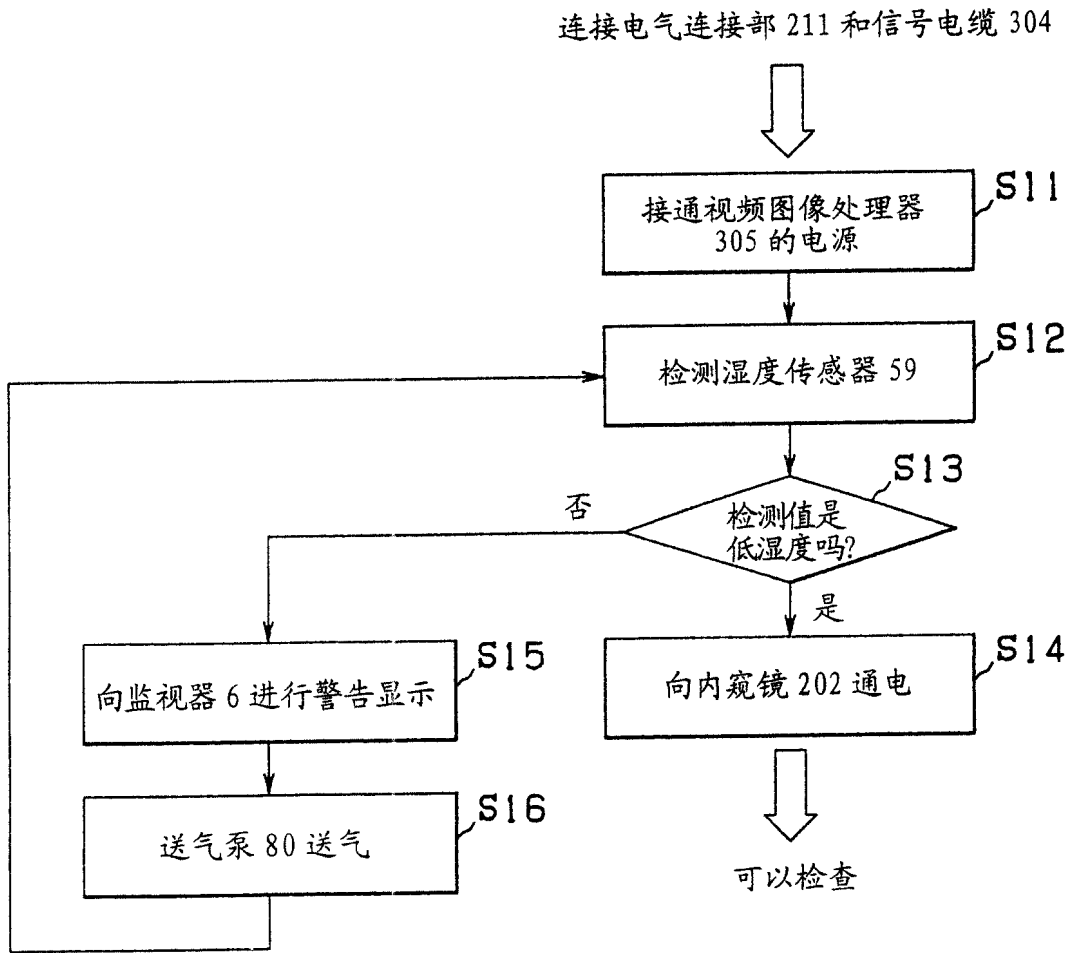 连接电气连接部 211 和信号电缆 304
S11
接通视频图像处理器
305 的电源
S12
检测湿度传感器 59
S13
检测值是
低湿度吗?
否
是
S14
向内窥镜 202 通电
S15
向监视器 6 进行警告显示
S16
送气泵 80 送气
可以检查